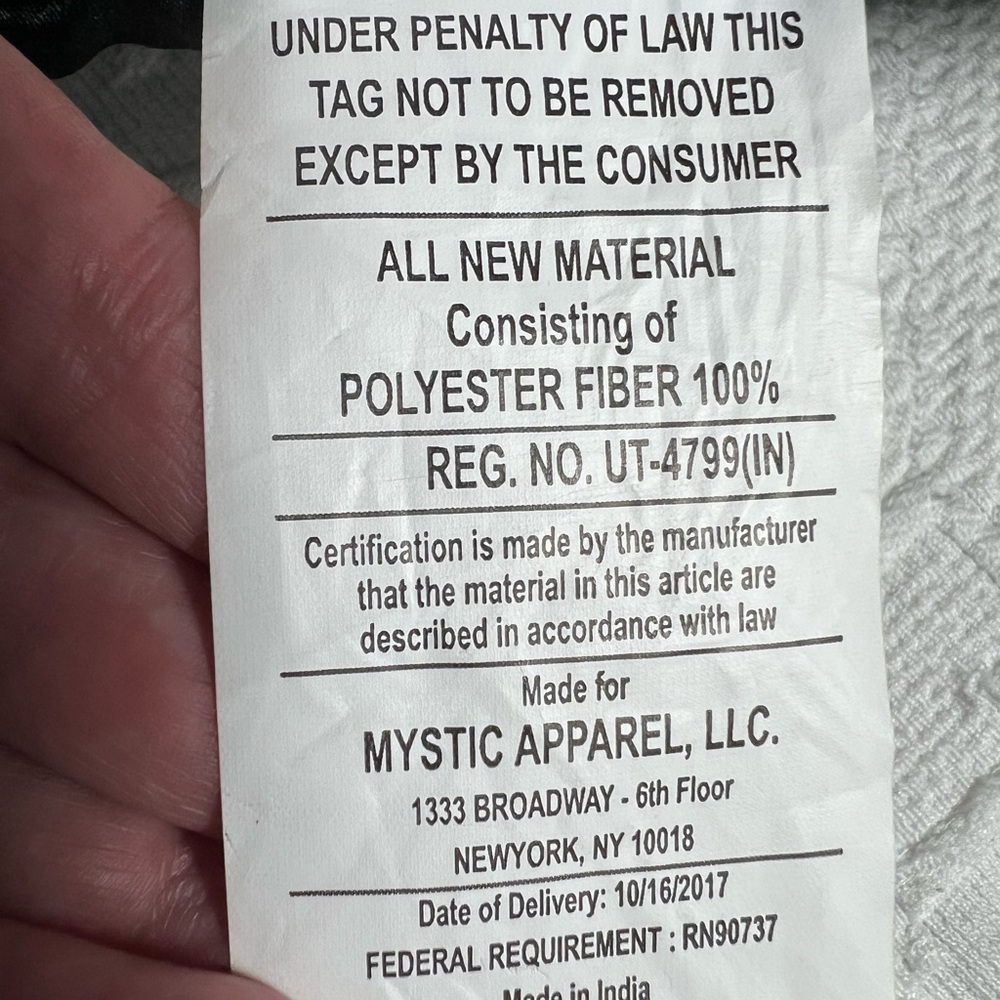 UNDER PENALTY OF LAW THIS
TAG NOT TO BE REMOVED
EXCEPT BY THE CONSUMER
ALL NEW MATERIAL
Consisting of
POLYESTER FIBER 100%
REG. NO. UT-4799(IN)
Certification is made by the manufacturer
that the material in this article are
described in accordance with law
Made for
MYSTIC APPAREL, LLC.
1333 BROADWAY - 6th Floor
NEWYORK, NY 10018
Date of Delivery: 10/16/2017
FEDERAL REQUIREMENT : RN90737
Made in India